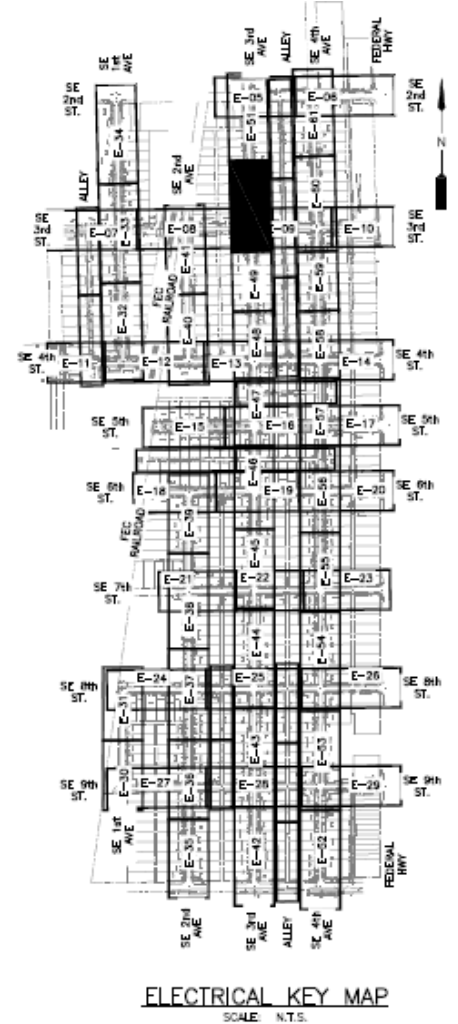 SE 1st AVE
SE 3rd AVE
ALLEY
SE 4th AVE
FEDERAL HWY
SE 2nd ST.
E-05
E-06
SE 2nd ST.
E-34
E-51
E-61
N
ALLEY
SE 2nd AVE
E-60
SE 3rd ST.
E-07
E-33
E-08
E-09
E-10
SE 3rd ST.
E-41
E-49
E-59
FEC RAILROAD
E-32
E-40
E-48
E-58
SE 4th ST.
E-11
E-12
E-13
E-14
SE 4th ST.
E-47
E-57
SE 5th ST.
E-15
E-16
E-17
SE 5th ST.
E-46
SE 6th ST.
E-18
E-19
E-56
E-20
SE 6th ST.
FEC RAILROAD
E-39
E-45
E-55
SE 7th ST.
E-21
E-22
E-23
E-38
E-44
E-54
SE 8th ST.
E-24
E-25
E-26
SE 8th ST.
E-31
E-37
E-43
E-53
SE 9th ST.
E-30
E-27
E-36
E-28
E-29
SE 9th ST.
SE 1st AVE
E-35
E-42
E-52
FEDERAL HWY
SE 2nd AVE
SE 3rd AVE
ALLEY
SE 4th AVE
ELECTRICAL KEY MAP
SCALE: N.T.S.